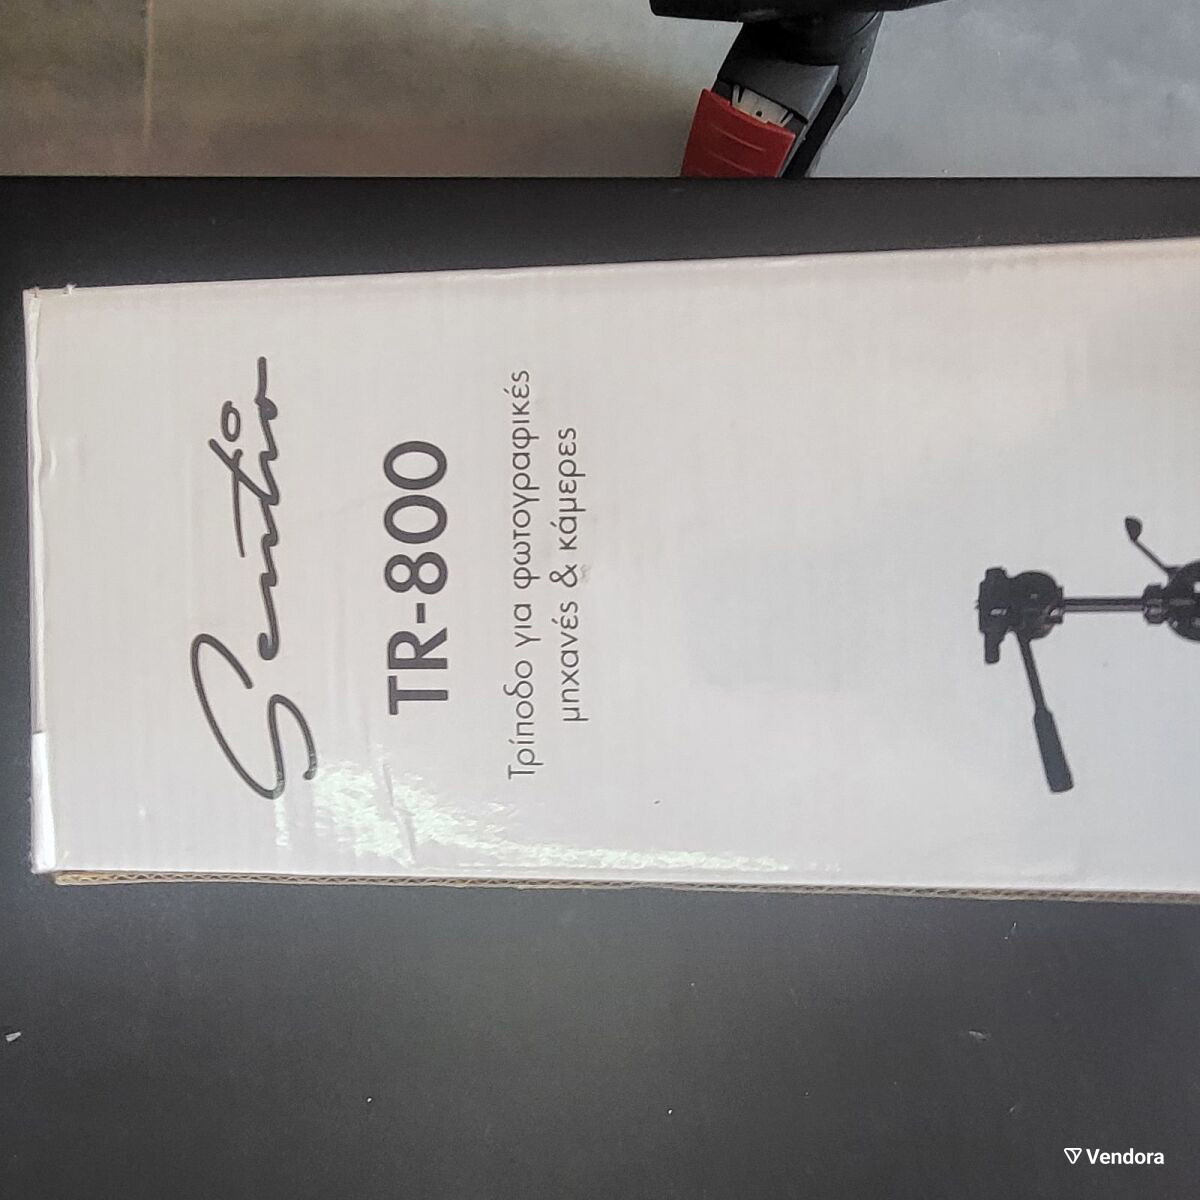 Sentio
TR-800
Τρίποδο για φωτογραφικές
μηχανές & κάμερες
Vendora